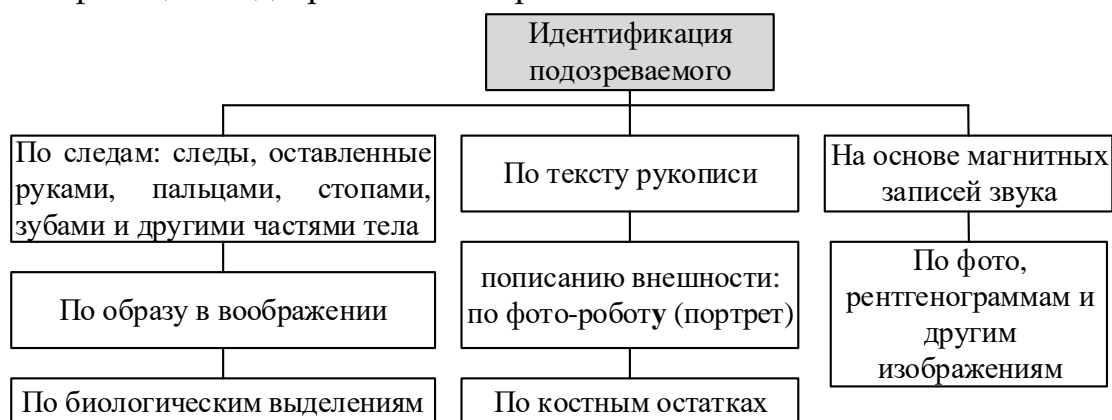 Идентификация
подозреваемого
По следам: следы, оставленные
руками, пальцами, стопами,
зубами и другими частями тела
По тексту рукописи
На основе магнитных
записей звука
По образу в воображении
пописанию внешности:
по фото-роботу (портрет)
По фото,
рентгенограммам и
другим
изображениям
По биологическим выделениям
По костным остатках